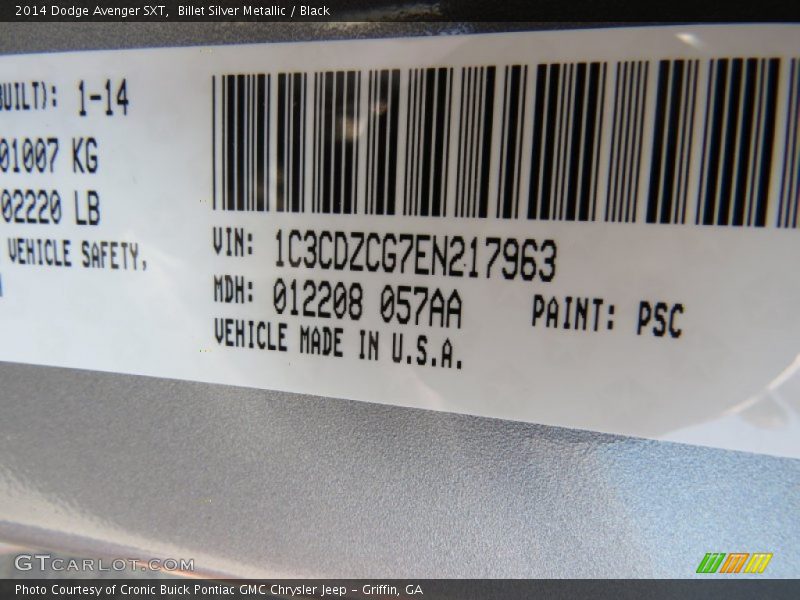 2014 Dodge Avenger SXT, Billet Silver Metallic / Black
BUILT): 1-14
01007 KG
02220 LB
VEHICLE SAFETY,
VIN: 1C3CDZCG7EN217963
MDH: 012208 057AA
PAINT: PSC
VEHICLE MADE IN U.S.A.
GTCARLOT.COM
Photo Courtesy of Cronic Buick Pontiac GMC Chrysler Jeep - Griffin, GA